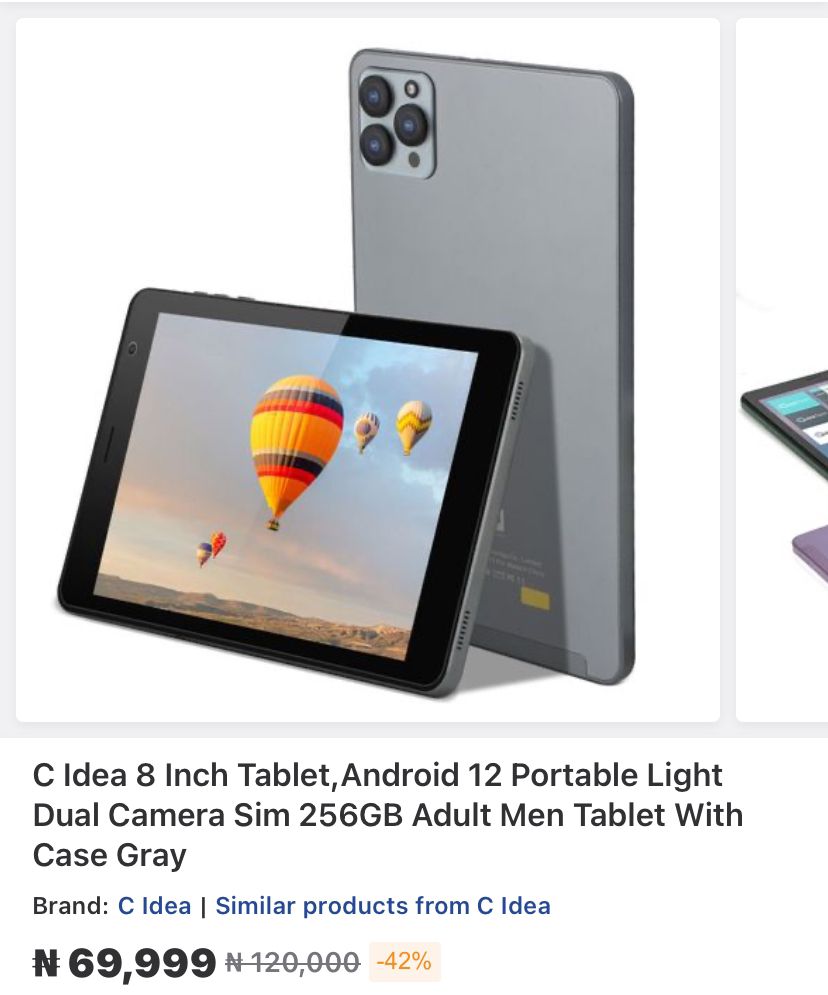 C Idea 8 Inch Tablet,Android 12 Portable Light
Dual Camera Sim 256GB Adult Men Tablet With
Case Gray
Brand: C Idea | Similar products from C Idea
₦ 69,999 ₦ 120,000 -42%